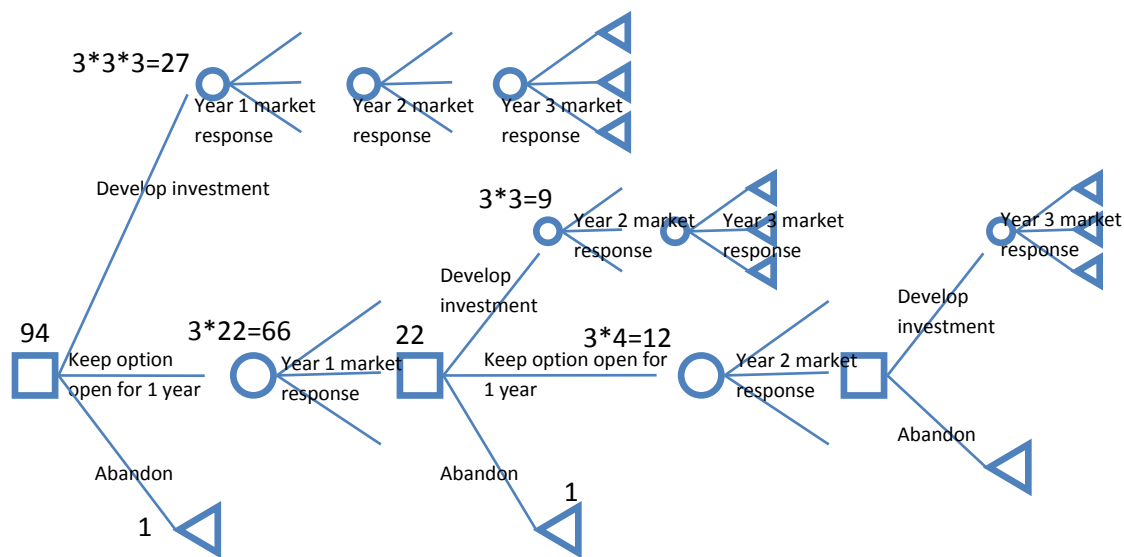 3*3*3=27
Year 1 market
response
Year 2 market
response
Year 3 market
response
Develop investment
3*3=9
Year 2 market
response
Year 3 market
response
Year 3 market
response
Develop
investment
Develop
investment
94
3*22=66
22
3*4=12
Keep option
open for 1 year
Year 1 market
response
Keep option open for
1 year
Year 2 market
response
Abandon
Abandon
Abandon
1
1